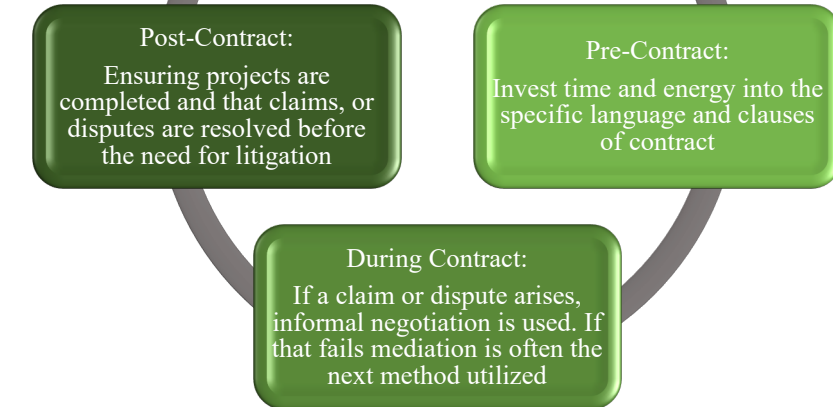 Post-Contract:
Ensuring projects are
completed and that claims, or
disputes are resolved before
the need for litigation
Pre-Contract:
Invest time and energy into the
specific language and clauses
of contract
During Contract:
If a claim or dispute arises,
informal negotiation is used. If
that fails mediation is often the
next method utilized